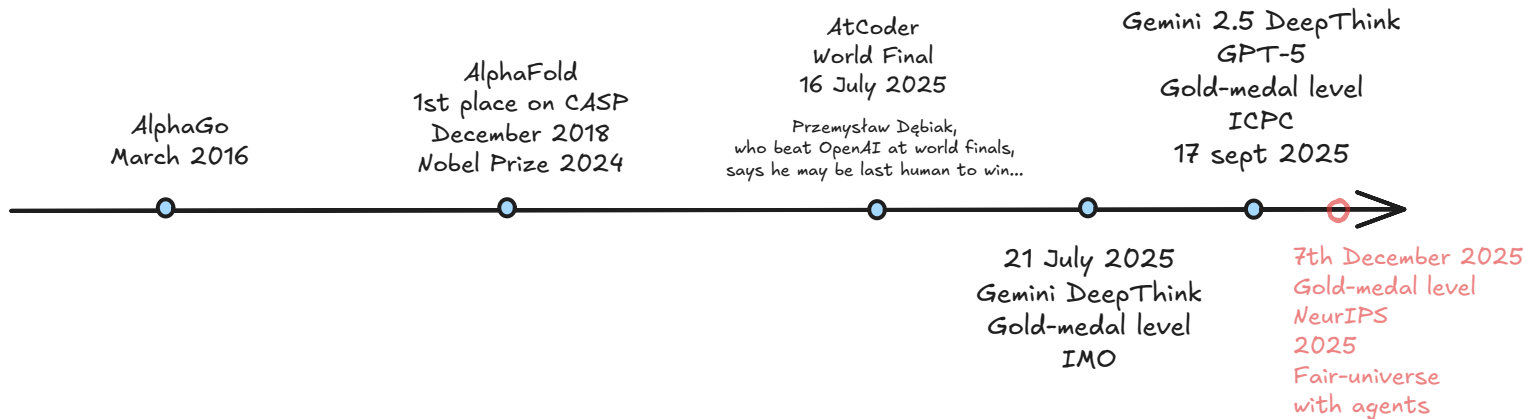 AlphaGo
March 2016
AlphaFold
1st place on CASP
December 2018
Nobel Prize 2024
AtCoder
World Final
16 July 2025
Przemysław Dębiak,
who beat OpenAI at world finals,
says he may be last human to win...
21 July 2025
Gemini DeepThink
Gold-medal level
IMO
Gemini 2.5 DeepThink
GPT-5
Gold-medal level
ICPC
17 sept 2025
7th December 2025
Gold-medal level
NeurIPS
2025
Fair-universe
with agents